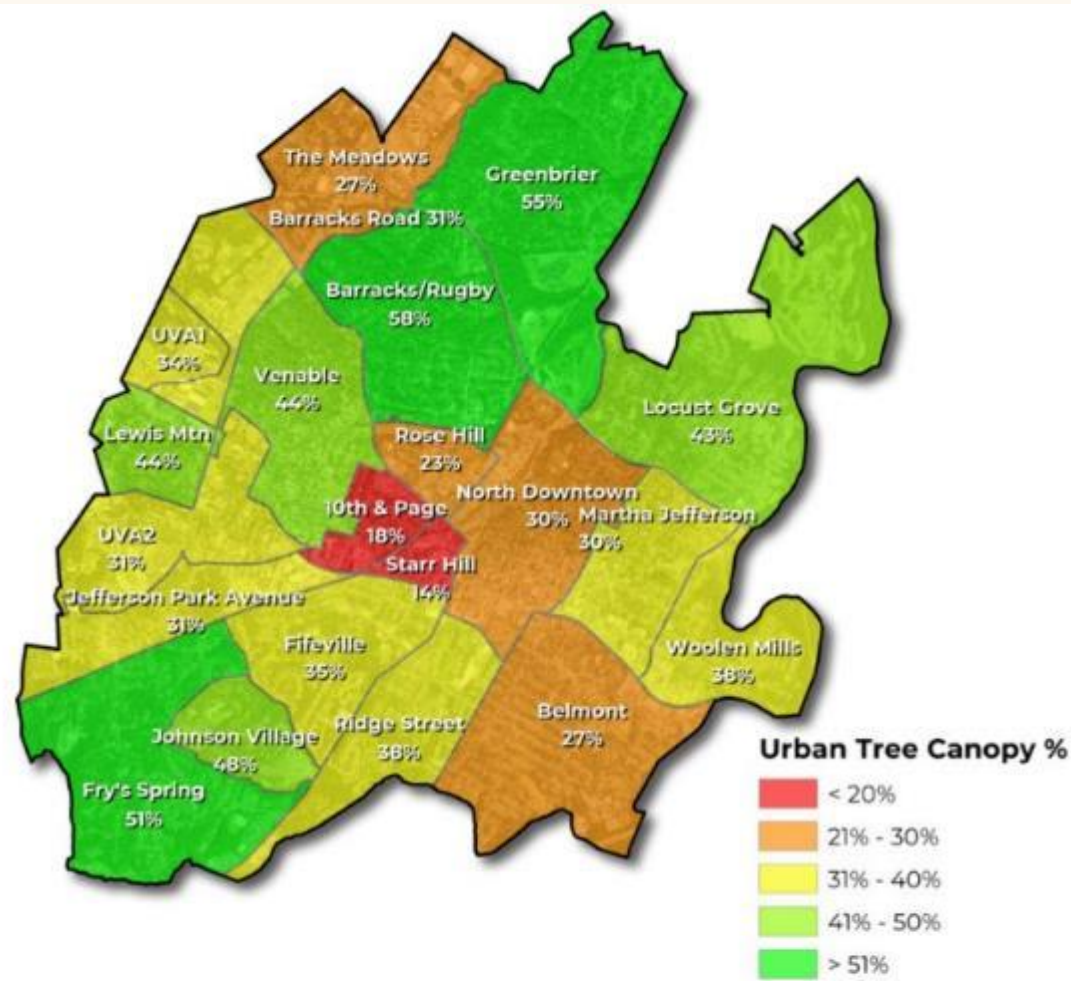 The Meadows
27%
Greenbrier
55%
Barracks Road 31%
Barracks/Rugby
58%
UVA1
34%
Venable
44%
Locust Grove
43%
Lewis Mtn
44%
Rose Hill
23%
North Downtown
30%
Martha Jefferson
30%
10th & Page
18%
UVA2
31%
Starr Hill
14%
Jefferson Park Avenue
31%
Fifeville
35%
Woolen Mills
38%
Belmont
27%
Ridge Street
38%
Johnson Village
48%
Fry's Spring
51%
Urban Tree Canopy %
< 20%
21% - 30%
31% - 40%
41% - 50%
> 51%